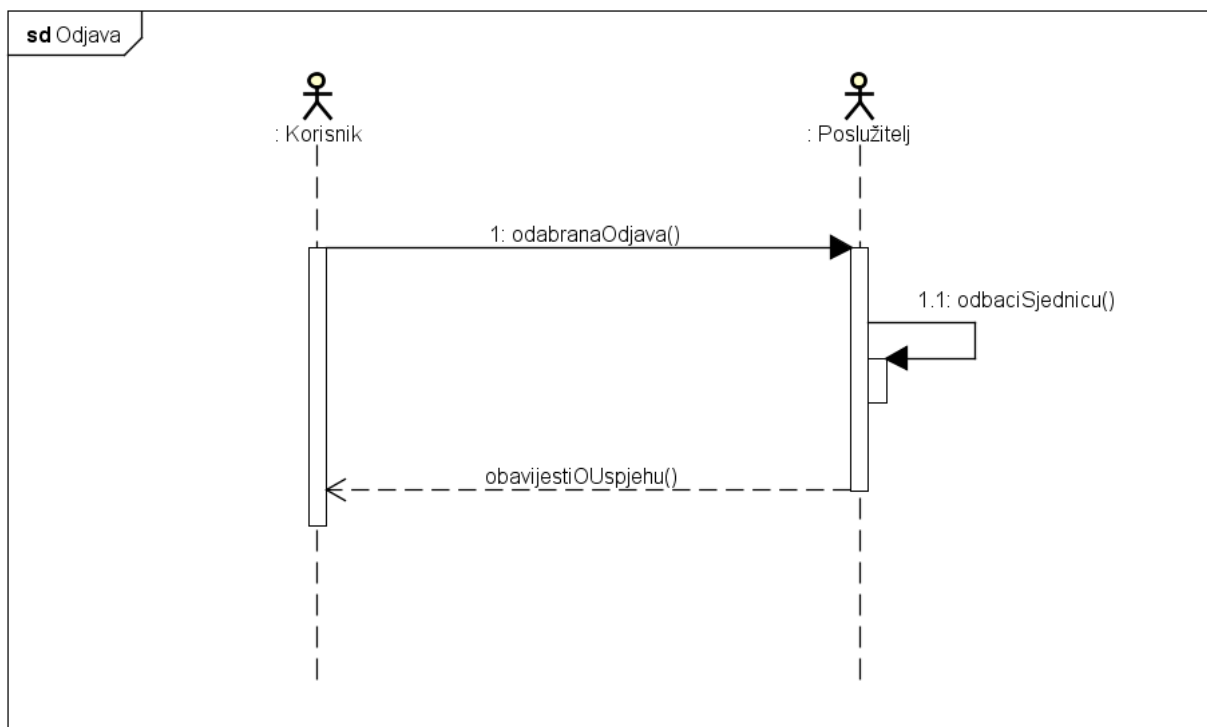 sd Odjava
: Korisnik
: Poslužitelj
1: odabranaOdjava()
1.1: odbaciSjednicu()
obavijestiOUspjehu()